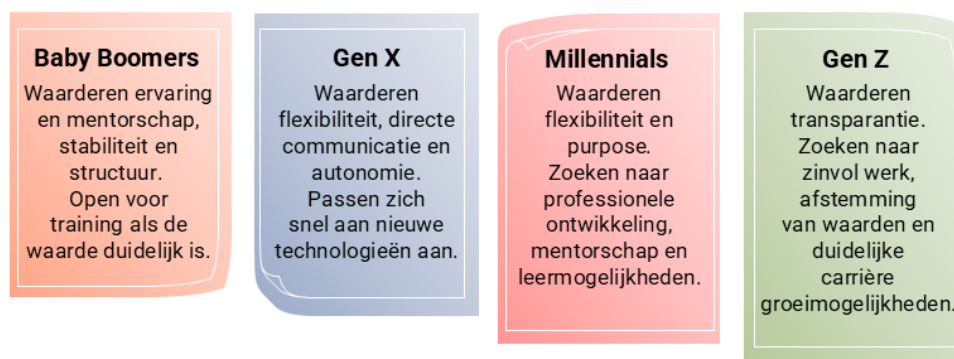 Baby Boomers
Waarderen ervaring
en mentorschap,
stabiliteit en
structuur.
Open voor
training als de
waarde duidelijk is.
Gen X
Waarderen
flexibiliteit, directe
communicatie en
autonomie.
Passen zich
snel aan nieuwe
technologieën aan.
Millennials
Waarderen
flexibiliteit en
purpose.
Zoeken naar
professionele
ontwikkeling,
mentorschap en
leermogelijkheden.
Gen Z
Waarderen
transparantie.
Zoeken naar
zinvol werk,
afstemming
van waarden en
duidelijke
carrière
groeimogelijkheden.